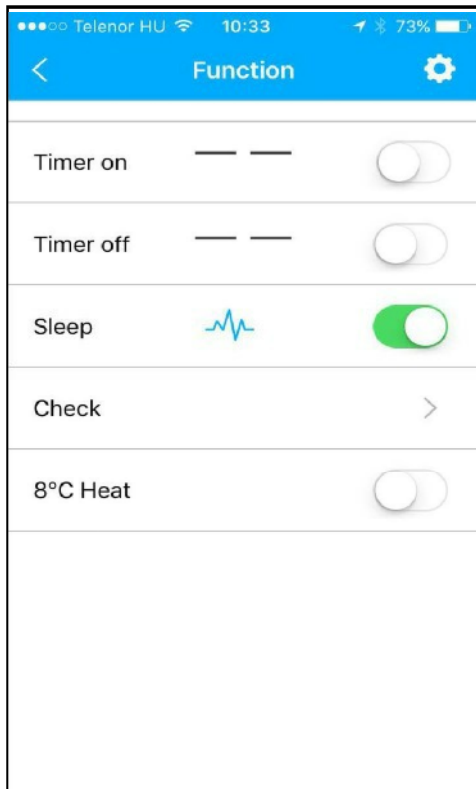 Telenor HU 10:33 73%
Function
Timer on
Timer off
Sleep
Check
8°C Heat